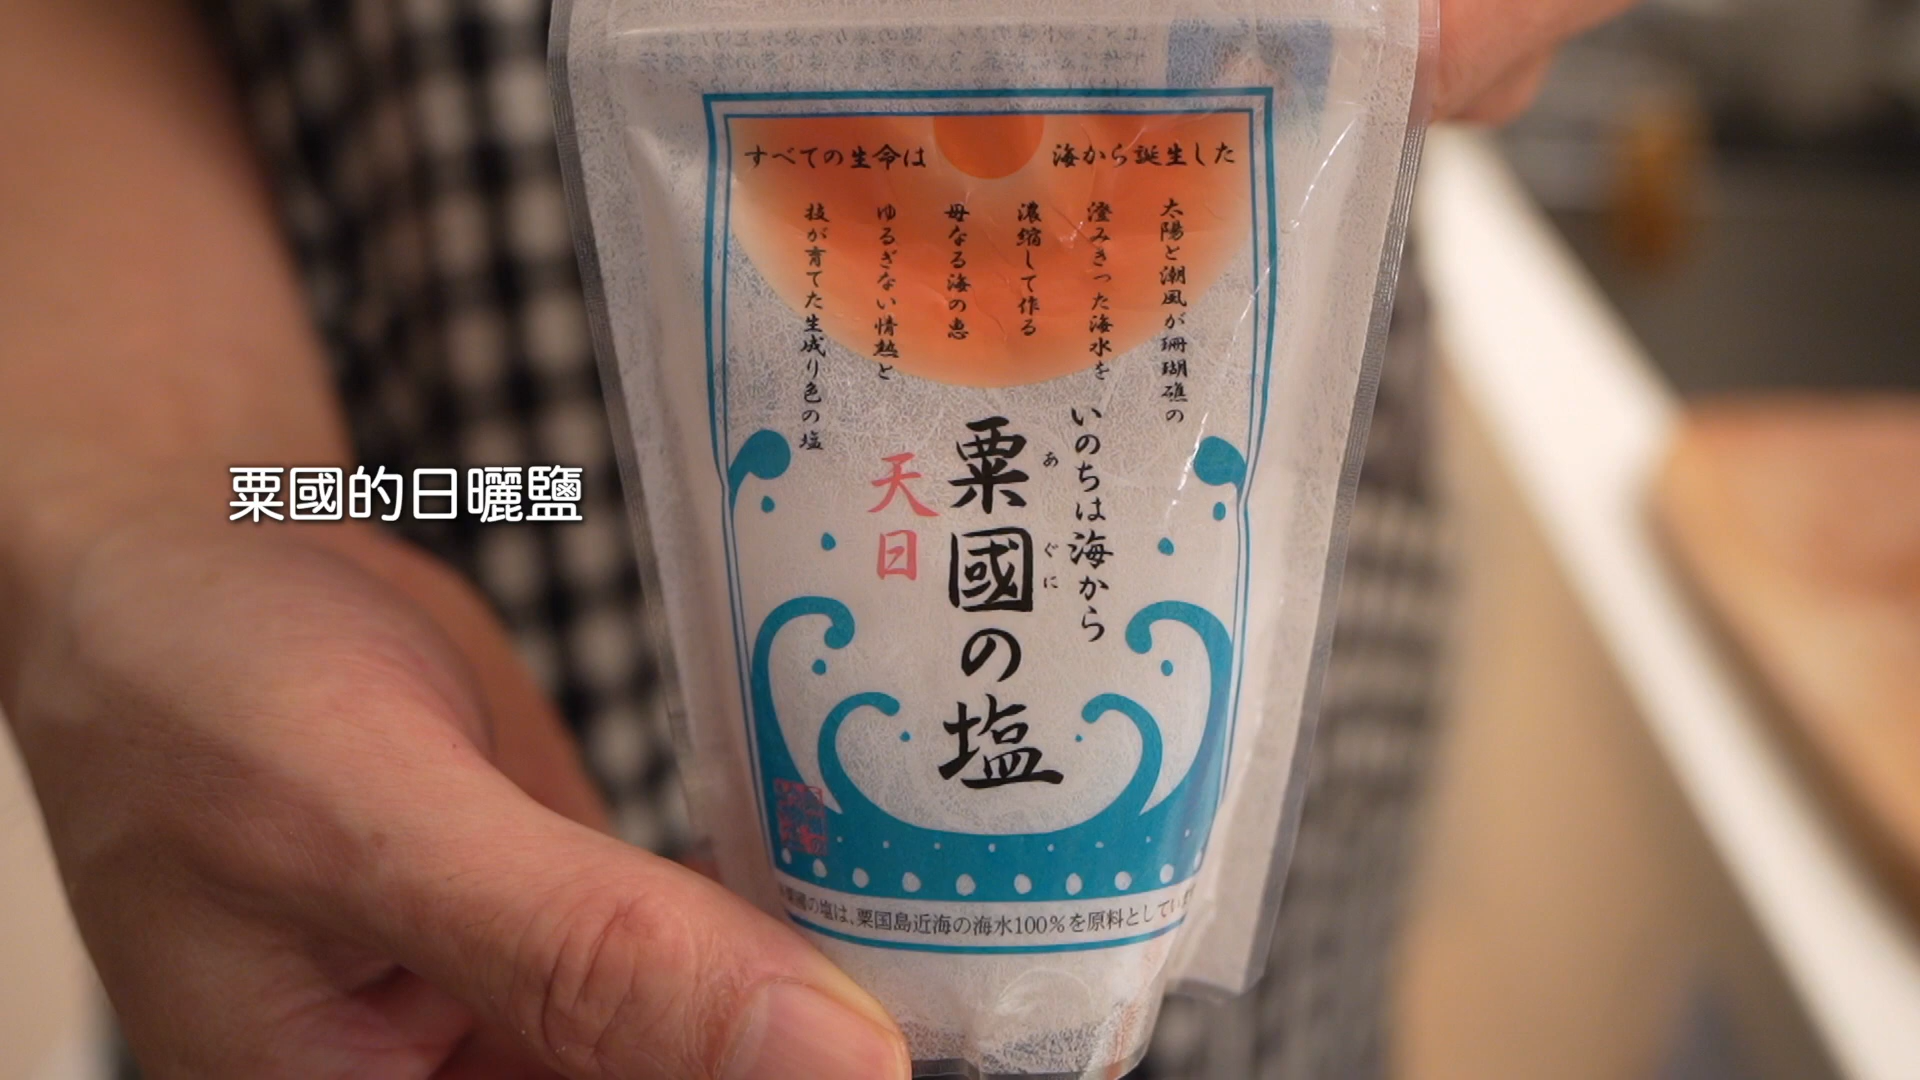 すべての生命は 海から誕生した
太陽と潮風が珊瑚礁の
澄みきった海水を
濃縮して作る
母なる海の恵
ゆるぎない情熱と
技が育てた生成り色の塩
いのちは海から
粟國の塩
あぐに
天日
粟國的日曬鹽
粟國の塩は、粟国島近海の海水100%を原料としてい